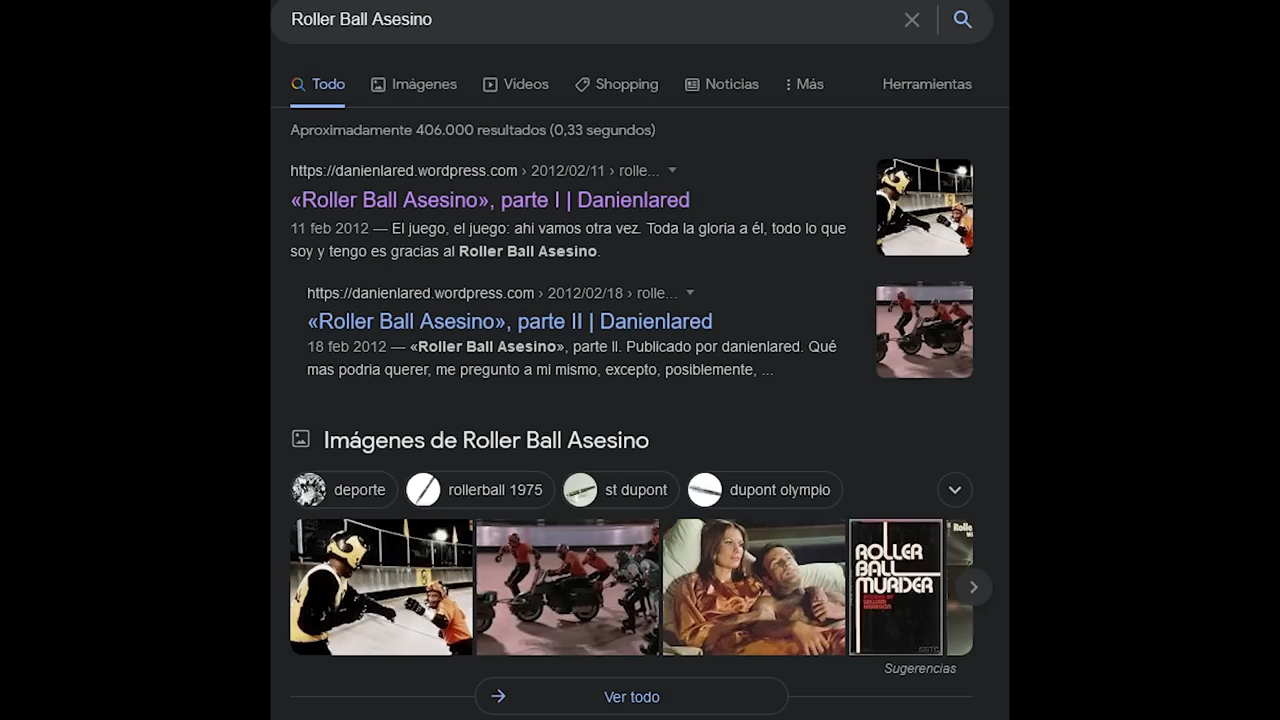 Roller Ball Asesino
Todo Imágenes Vídeos Shopping Noticias Más Herramientas
Aproximadamente 406.000 resultados (0,33 segundos)
https://danienlared.wordpress.com › 2012/02/11 › rolle...
«Roller Ball Asesino», parte I | Danienlared
11 feb 2012 — El juego, el juego: ahi vamos otra vez. Toda la gloria a él, todo lo que
soy y tengo es gracias al Roller Ball Asesino.
https://danienlared.wordpress.com › 2012/02/18 › rolle...
«Roller Ball Asesino», parte II | Danienlared
18 feb 2012 — «Roller Ball Asesino», parte II. Publicado por danienlared. Qué
mas podria querer, me pregunto a mi mismo, excepto, posiblemente, ...
Imágenes de Roller Ball Asesino
deporte rollerball 1975 st dupont dupont olympio
ROLLER
BALL
MURDER
STORIES BY
WILLIAM
HARRISON
Sugerencias
Ver todo